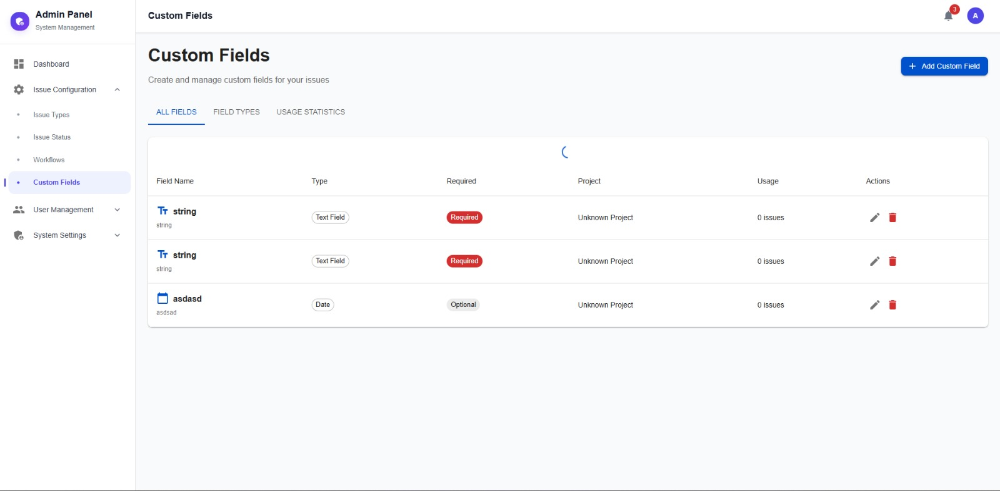 Admin Panel
System Management
Dashboard
Issue Configuration
Issue Types
Issue Status
Workflows
Custom Fields
User Management
System Settings
Custom Fields
3
A
Custom Fields
Create and manage custom fields for your issues
Add Custom Field
ALL FIELDS FIELD TYPES USAGE STATISTICS
Field Name Type Required Project Usage Actions
string Text Field Required Unknown Project 0 issues
string
string Text Field Required Unknown Project 0 issues
string
asdasd Date Optional Unknown Project 0 issues
asdsad